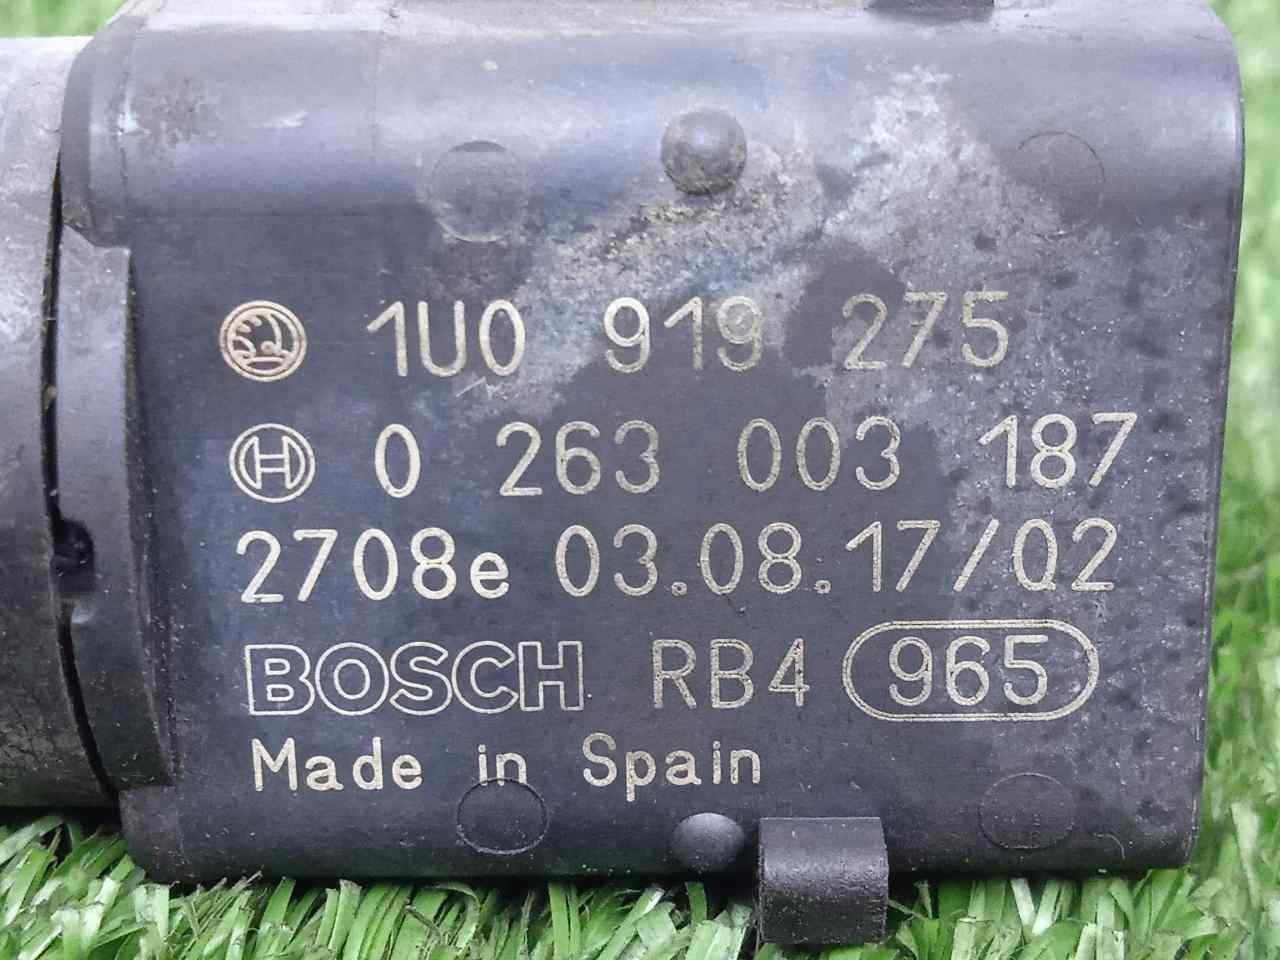 1U0 919 275
0 263 003 187
2708e 03.08.17/02
BOSCH RB4 965
Made in Spain